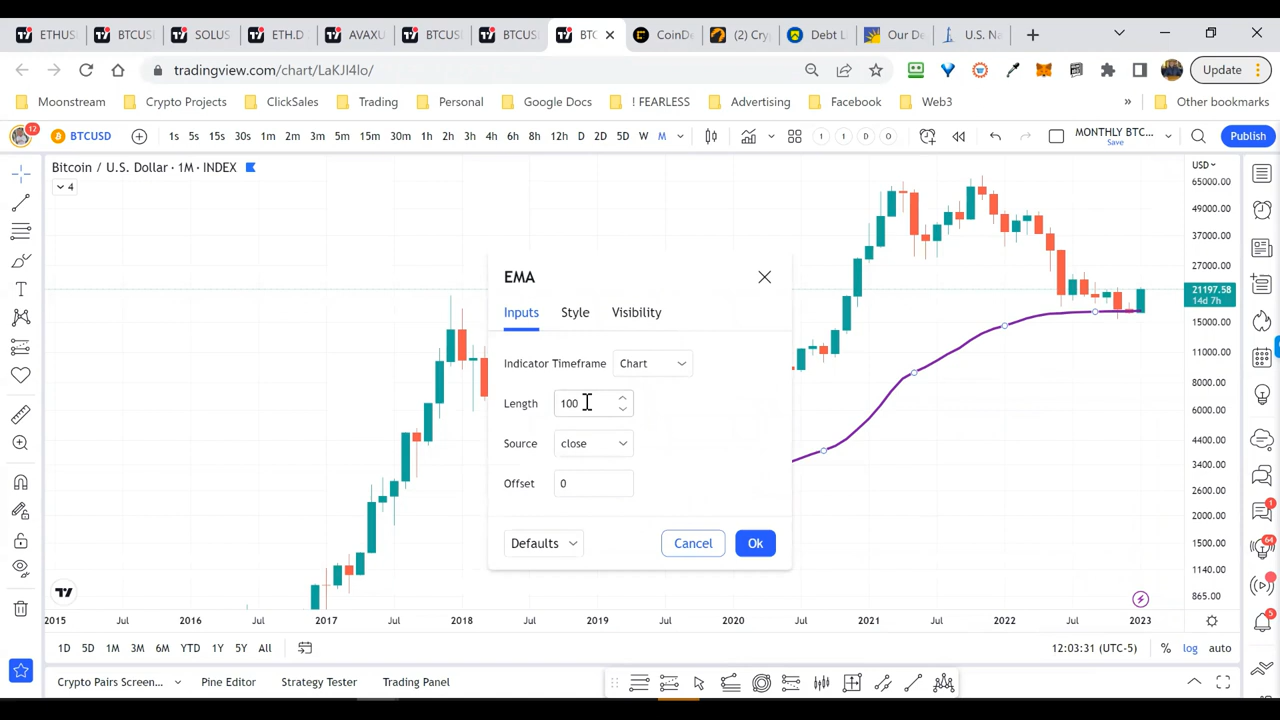 ETHUS
BTCUS
SOLUS
ETH.D
AVAXU
BTCUS
BTCUS
BTC
CoinDe
(2) Cryp
Debt L
Our De
U.S. Na
tradingview.com/chart/LaKJI4lo/
Update
Moonstream
Crypto Projects
ClickSales
Trading
Personal
Google Docs
! FEARLESS
Advertising
Facebook
Web3
»
Other bookmarks
12
BTCUSD
1s 5s 15s 30s 1m 2m 3m 5m 15m 30m 1h 2h 3h 4h 6h 8h 12h D 2D 5D W M
1 1 D O
MONTHLY BTC...
Save
Publish
Bitcoin / U.S. Dollar · 1M · INDEX
4
USD
65000.00
49000.00
37000.00
27000.00
21197.58
14d 7h
15000.00
11000.00
8000.00
6000.00
4400.00
3400.00
2600.00
2000.00
1500.00
1140.00
865.00
EMA
Inputs
Style
Visibility
Indicator Timeframe
Chart
Length
100
Source
close
Offset
0
Defaults
Cancel
Ok
2015 Jul 2016 Jul 2017 Jul 2018 Jul 2019 Jul 2020 Jul 2021 Jul 2022 Jul 2023
1D 5D 1M 3M 6M YTD 1Y 5Y All
12:03:31 (UTC-5)
% log auto
Crypto Pairs Screen...
Pine Editor
Strategy Tester
Trading Panel
1
64
5